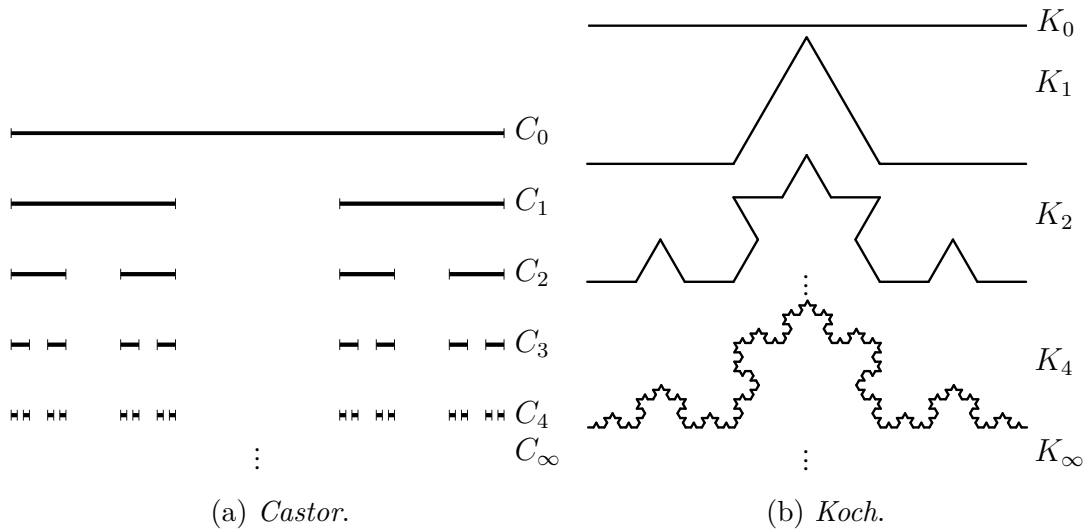 C₀
C₁
C₂
C₃
C₄
C∞
⋮
(a) Castor.
K₀
K₁
K₂
⋮
K₄
K∞
⋮
(b) Koch.